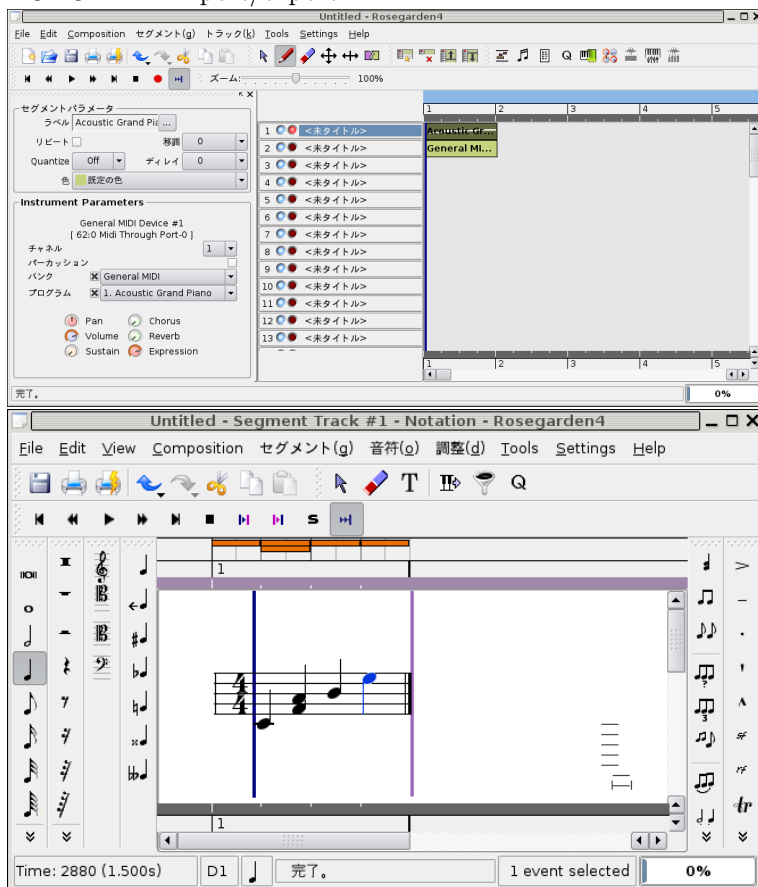 Untitled - Rosegarden4
File Edit Composition セグメント(g) トラック(k) Tools Settings Help
ズーム: 100%
セグメントパラメータ
ラベル Acoustic Grand Pia ...
リピート 移調 0
Quantize Off ディレイ 0
色 既定の色
Instrument Parameters
General MIDI Device #1
[ 62:0 Midi Through Port-0 ]
チャネル 1
パーカッション
バンク General MIDI
プログラム 1. Acoustic Grand Piano
Pan Chorus
Volume Reverb
Sustain Expression
1 2 3 4 5
1 <未タイトル> Acoustic Gr...
2 <未タイトル> General MI...
3 <未タイトル>
4 <未タイトル>
5 <未タイトル>
6 <未タイトル>
7 <未タイトル>
8 <未タイトル>
9 <未タイトル>
10 <未タイトル>
11 <未タイトル>
12 <未タイトル>
13 <未タイトル>
1 2 3 4 5
完了。 0%
Untitled - Segment Track #1 - Notation - Rosegarden4
File Edit View Composition セグメント(g) 音符(o) 調整(d) Tools Settings Help
T Q
S
1
4
4
1
Time: 2880 (1.500s) D1 完了。 1 event selected 0%